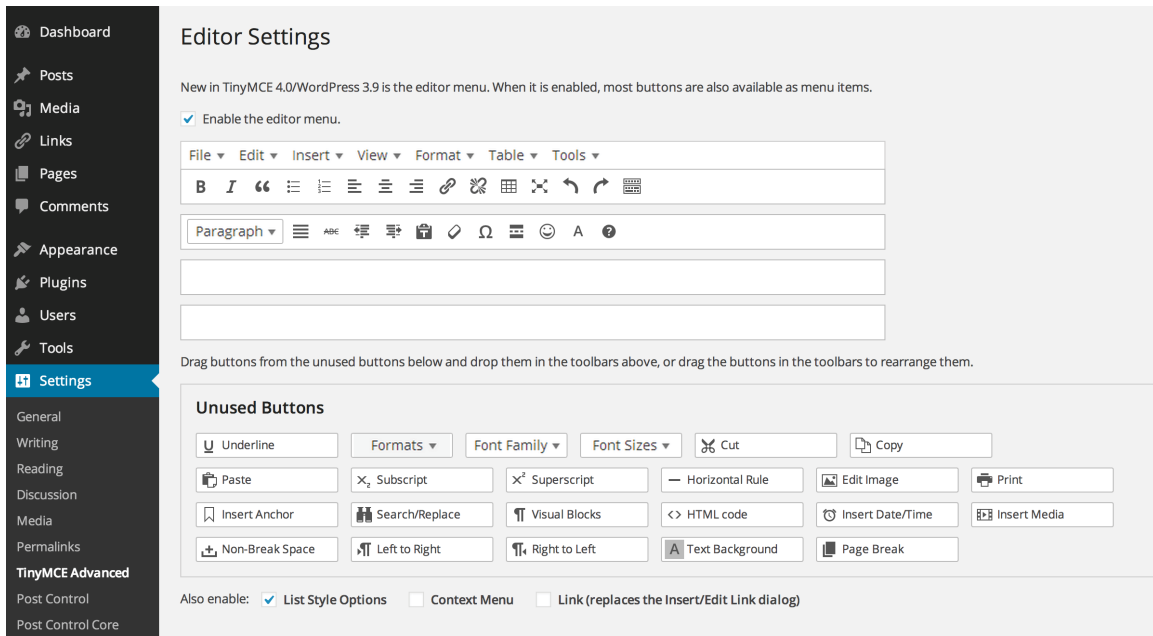 Dashboard
Posts
Media
Links
Pages
Comments
Appearance
Plugins
Users
Tools
Settings
General
Writing
Reading
Discussion
Media
Permalinks
TinyMCE Advanced
Post Control
Post Control Core
Editor Settings
New in TinyMCE 4.0/WordPress 3.9 is the editor menu. When it is enabled, most buttons are also available as menu items.
Enable the editor menu.
File Edit Insert View Format Table Tools
B I
Paragraph ABC Ω A ?
Drag buttons from the unused buttons below and drop them in the toolbars above, or drag the buttons in the toolbars to rearrange them.
Unused Buttons
U Underline Formats Font Family Font Sizes Cut Copy
Paste X₂ Subscript X² Superscript — Horizontal Rule Edit Image Print
Insert Anchor Search/Replace ¶ Visual Blocks <> HTML code Insert Date/Time Insert Media
Non-Break Space ¶ Left to Right ¶ Right to Left A Text Background Page Break
Also enable: List Style Options Context Menu Link (replaces the Insert/Edit Link dialog)